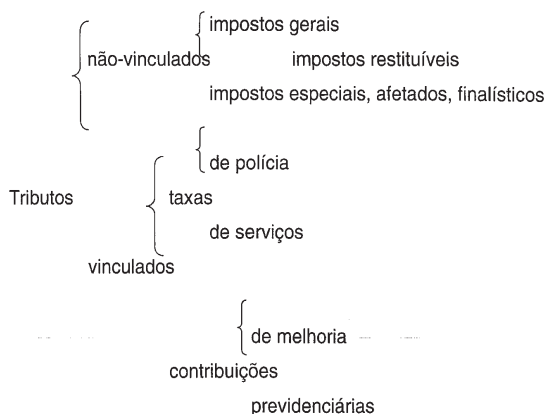 impostos gerais
não-vinculados impostos restituíveis
impostos especiais, afetados, finalísticos
de polícia
Tributos taxas
de serviços
vinculados
de melhoria
contribuições
previdenciárias